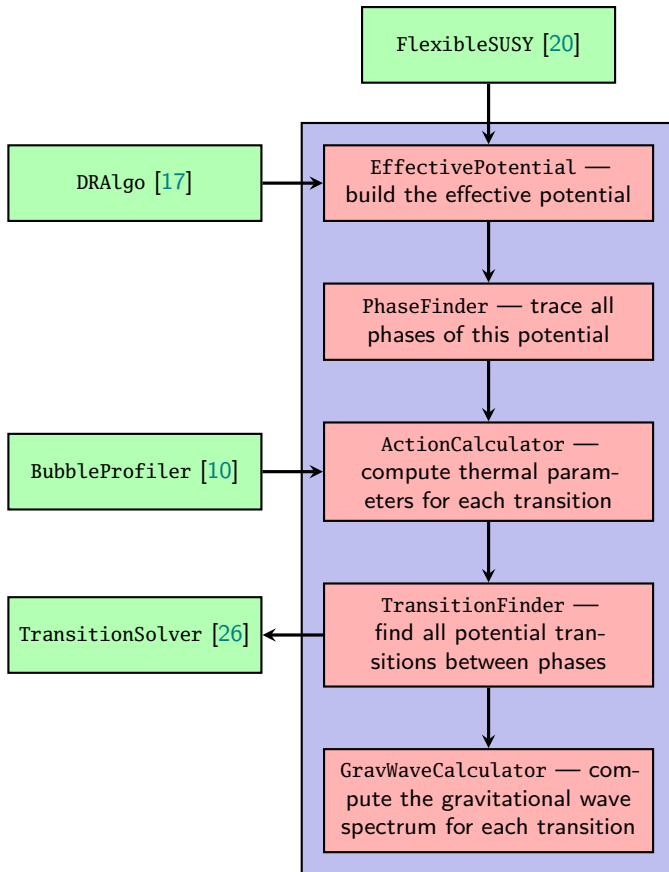 FlexibleSUSY [20]
DRAlgo [17]
EffectivePotential —
build the effective potential
PhaseFinder — trace all
phases of this potential
BubbleProfiler [10]
ActionCalculator —
compute thermal param-
eters for each transition
TransitionSolver [26]
TransitionFinder —
find all potential tran-
sitions between phases
GravWaveCalculator — com-
pute the gravitational wave
spectrum for each transition